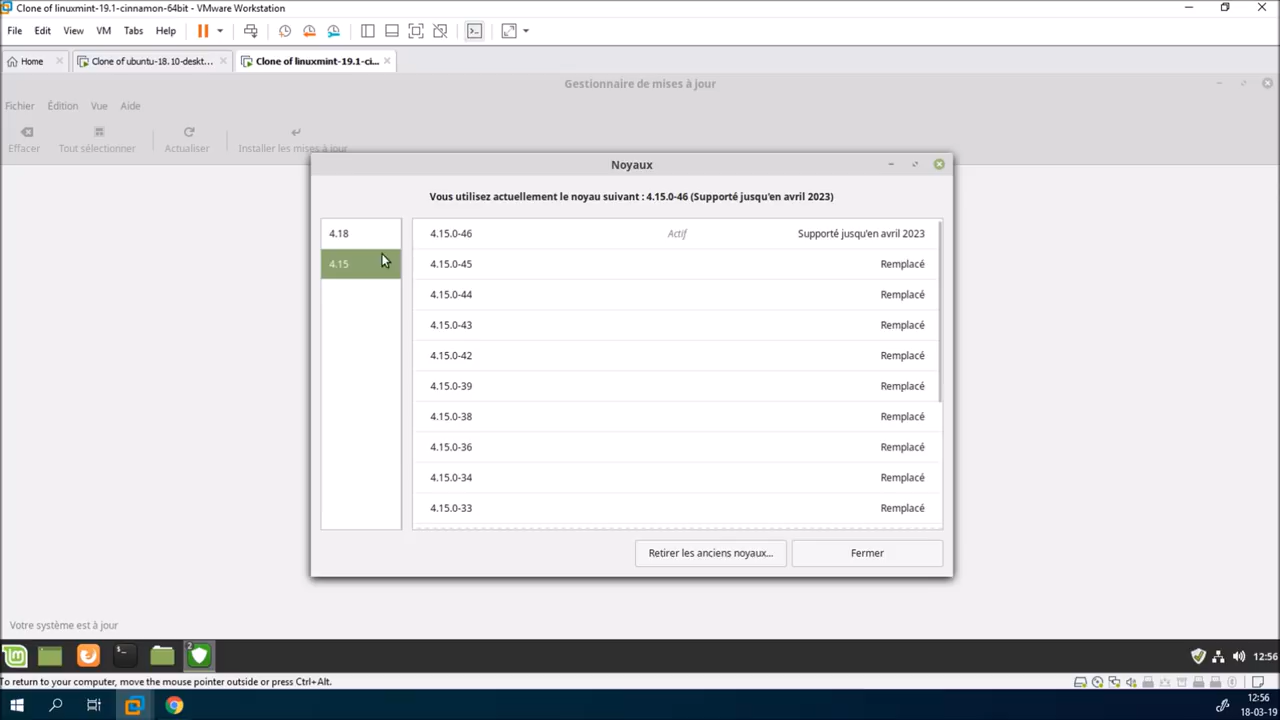 Clone of linuxmint-19.1-cinnamon-64bit - VMware Workstation
File Edit View VM Tabs Help
Home Clone of ubuntu-18.10-deskt... Clone of linuxmint-19.1-ci...
Gestionnaire de mises à jour
Fichier Édition Vue Aide
Effacer Tout sélectionner Actualiser Installer les mises à jour
Noyaux
Vous utilisez actuellement le noyau suivant : 4.15.0-46 (Supporté jusqu'en avril 2023)
4.18
4.15
4.15.0-46 Actif Supporté jusqu'en avril 2023
4.15.0-45 Remplacé
4.15.0-44 Remplacé
4.15.0-43 Remplacé
4.15.0-42 Remplacé
4.15.0-39 Remplacé
4.15.0-38 Remplacé
4.15.0-36 Remplacé
4.15.0-34 Remplacé
4.15.0-33 Remplacé
Retirer les anciens noyaux... Fermer
Votre système est à jour
2
12:56
To return to your computer, move the mouse pointer outside or press Ctrl+Alt.
12:56
18-03-19